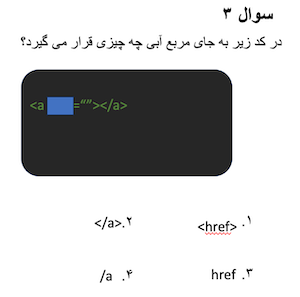 سوال ۳
در کد زیر به جای مربع آبی چه چیزی قرار می گیرد؟
<a =“”></a>
۱. <href>
۲. </a>
۳. href
۴. /a